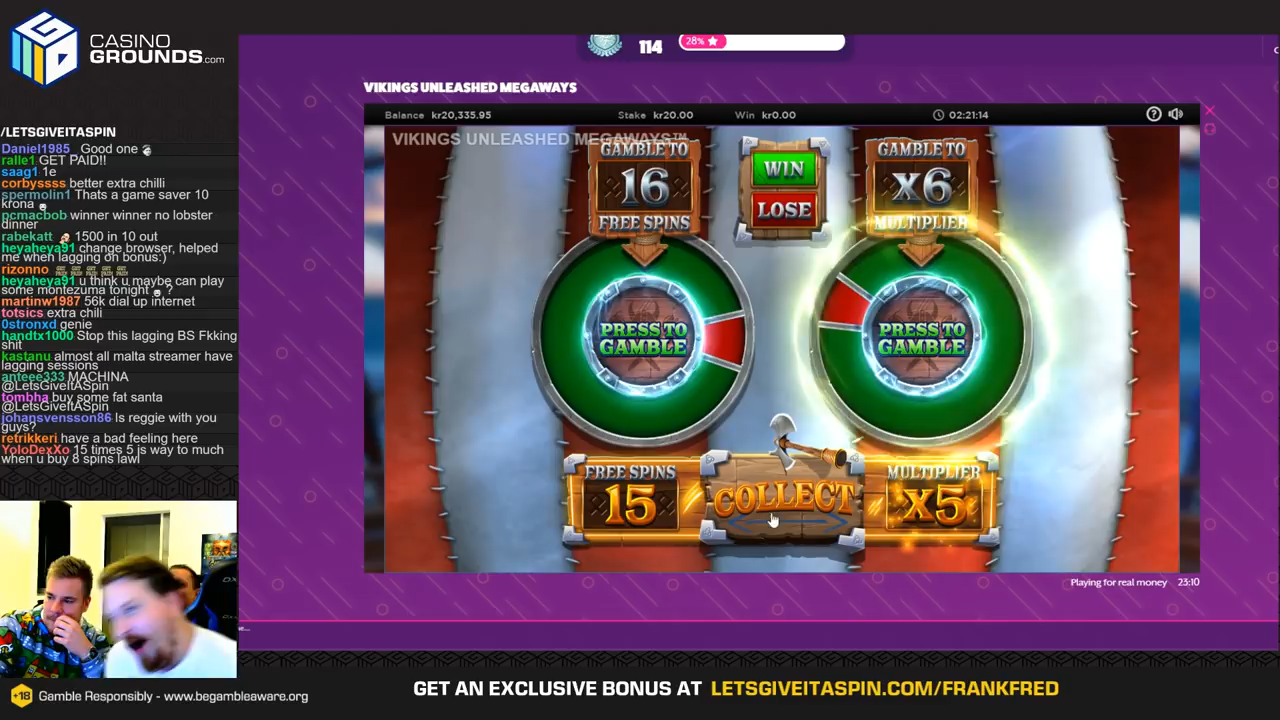 CASINO
GROUNDS.com
114
28%
VIKINGS UNLEASHED MEGAWAYS
Balance kr20,335.95
Stake kr20.00
Win kr0.00
02:21:14
VIKINGS UNLEASHED MEGAWAYS™
/LETSGIVEITASPIN
Daniel1985 Good one
ralle1 GET PAID!!
saag1 1e
corbyssss better extra chilli
spermolin1 Thats a game saver 10
krona
pcmacbob winner winner no lobster
dinner
rabekatt 1500 in 10 out
heyaheya91 change browser, helped
me when lagging on bonus:)
rizonno
heyaheya91 u think u maybe can play
some montezuma tonight ?
martinw1987 56k dial up internet
totsics extra chili
0stronxd genie
handtx1000 Stop this lagging BS Fkking
shit
kastanu almost all malta streamer have
lagging sessions
anteee333 MACHINA
@LetsGiveItASpin
tombha buy some fat santa
@LetsGiveItASpin
johansvensson86 Is reggie with you
guys?
retrikkeri have a bad feeling here
YoloDexXo 15 times 5 is way to much
when u buy 8 spins lawl
GAMBLE TO
16
FREE SPINS
WIN
LOSE
GAMBLE TO
x6
MULTIPLIER
PRESS TO
GAMBLE
PRESS TO
GAMBLE
FREE SPINS
15
COLLECT
MULTIPLIER
x5
Playing for real money 23:10
+18 Gamble Responsibly - www.begambleaware.org
GET AN EXCLUSIVE BONUS AT LETSGIVEITASPIN.COM/FRANKFRED